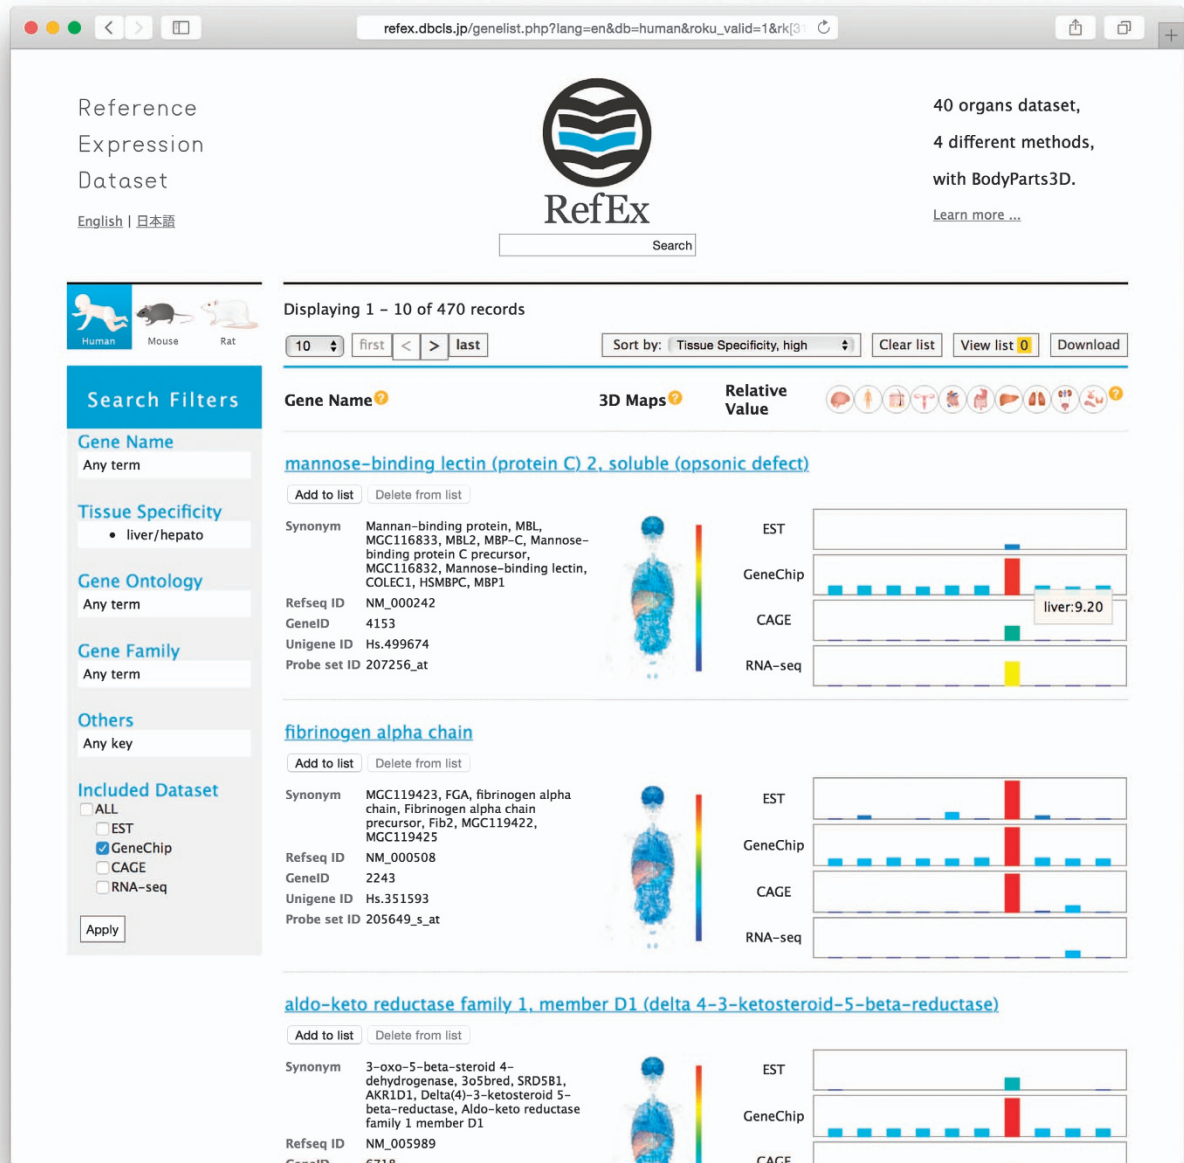 refex.dbcls.jp/genelist.php?lang=en&db=human&roku_valid=1&rk[31
Reference
Expression
Dataset
English | 日本語
RefEx
Search
40 organs dataset,
4 different methods,
with BodyParts3D.
Learn more ...
Human Mouse Rat
Search Filters
Gene Name
Any term
Tissue Specificity
• liver/hepato
Gene Ontology
Any term
Gene Family
Any term
Others
Any key
Included Dataset
ALL
EST
GeneChip
CAGE
RNA-seq
Apply
Displaying 1 – 10 of 470 records
10 first < > last Sort by: Tissue Specificity, high Clear list View list 0 Download
Gene Name ? 3D Maps ? Relative Value ?
mannose-binding lectin (protein C) 2, soluble (opsonic defect)
Add to list Delete from list
Synonym Mannan-binding protein, MBL,
MGC116833, MBL2, MBP-C, Mannose-
binding protein C precursor,
MGC116832, Mannose-binding lectin,
COLEC1, HSMBPC, MBP1
Refseq ID NM_000242
GeneID 4153
Unigene ID Hs.499674
Probe set ID 207256_at
EST
GeneChip
liver:9.20
CAGE
RNA-seq
fibrinogen alpha chain
Add to list Delete from list
Synonym MGC119423, FGA, fibrinogen alpha
chain, Fibrinogen alpha chain
precursor, Fib2, MGC119422,
MGC119425
Refseq ID NM_000508
GeneID 2243
Unigene ID Hs.351593
Probe set ID 205649_s_at
EST
GeneChip
CAGE
RNA-seq
aldo-keto reductase family 1, member D1 (delta 4-3-ketosteroid-5-beta-reductase)
Add to list Delete from list
Synonym 3-oxo-5-beta-steroid 4-
dehydrogenase, 3o5bred, SRD5B1,
AKR1D1, Delta(4)-3-ketosteroid 5-
beta-reductase, Aldo-keto reductase
family 1 member D1
Refseq ID NM_005989
GeneID 6718
EST
GeneChip
CAGE